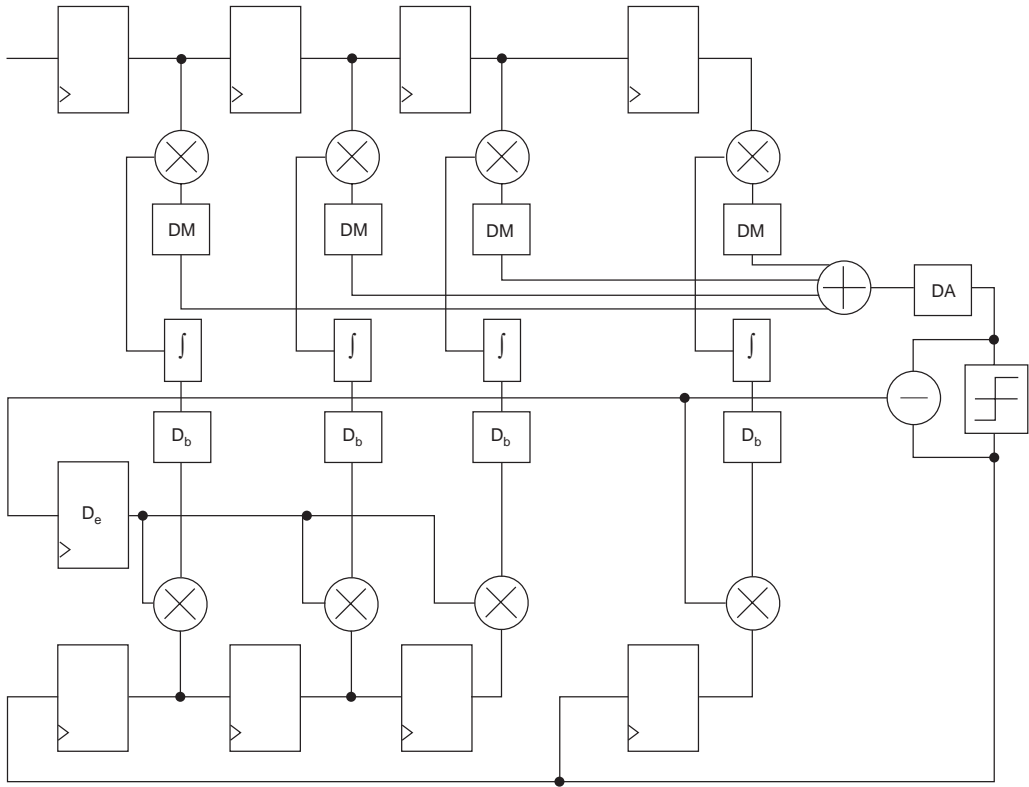 DM DM DM DM
DA
∫ ∫ ∫ ∫
D_b D_b D_b D_b
D_e